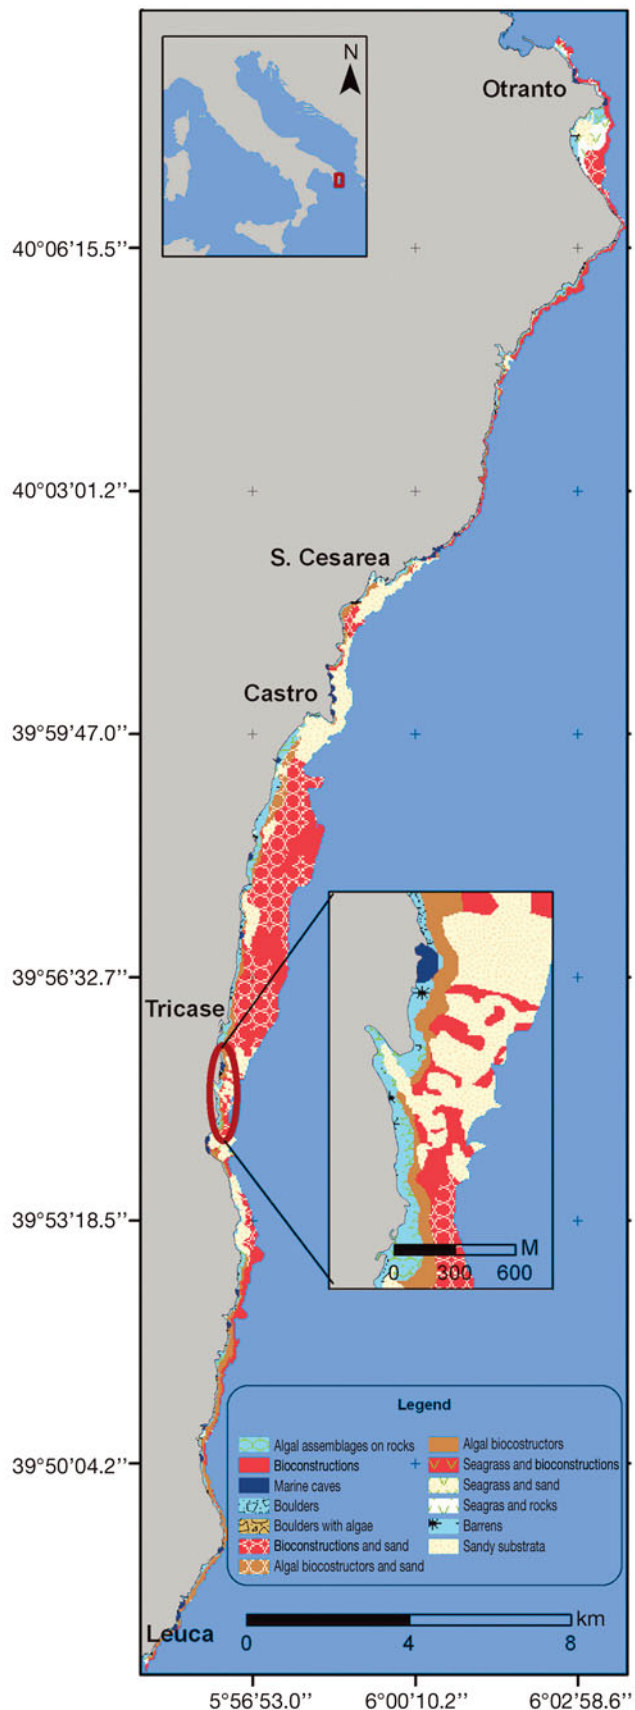 N
Otranto
40°06'15.5''
40°03'01.2''
S. Cesarea
Castro
39°59'47.0''
39°56'32.7''
Tricase
39°53'18.5''
M
0 300 600
Legend
Algal assemblages on rocks
Bioconstructions
Marine caves
Boulders
Boulders with algae
Bioconstructions and sand
Algal biocostructors and sand
Algal biocostructors
Seagrass and bioconstructions
Seagrass and sand
Seagras and rocks
Barrens
Sandy substrata
39°50'04.2''
Leuca
km
0 4 8
5°56'53.0'' 6°00'10.2'' 6°02'58.6''